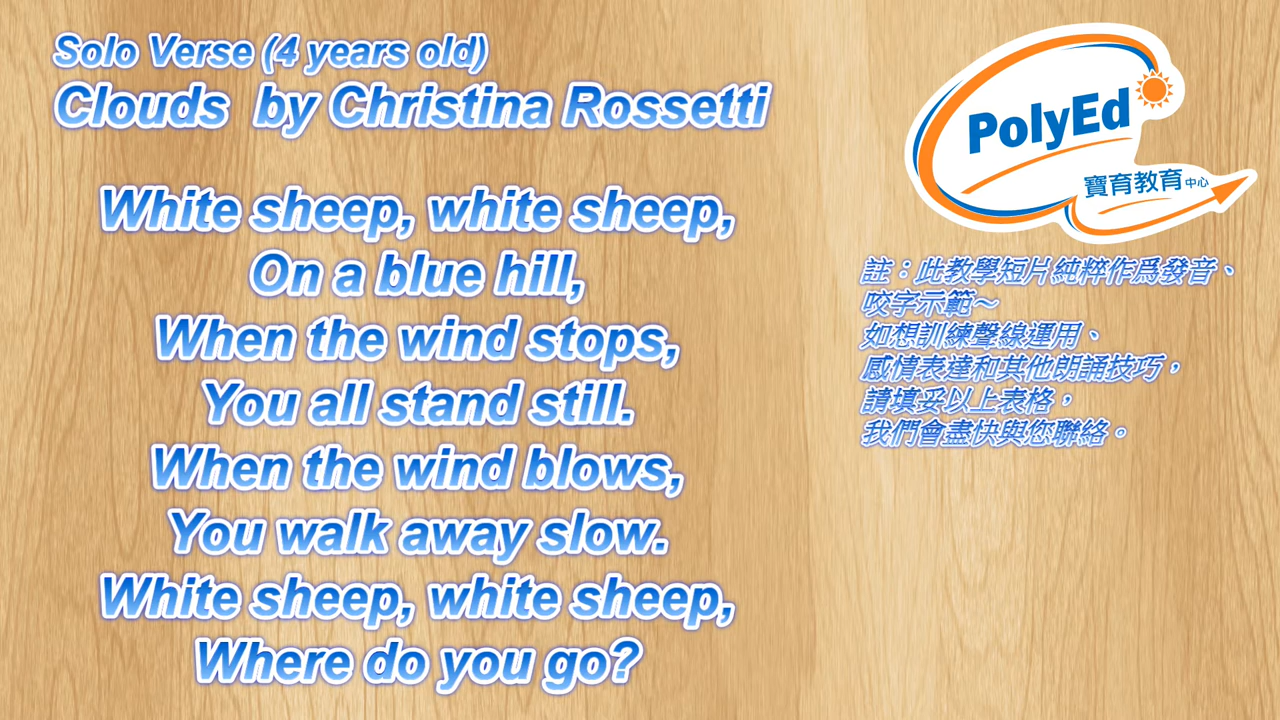 Solo Verse (4 years old)
Clouds by Christina Rossetti
White sheep, white sheep,
On a blue hill,
When the wind stops,
You all stand still.
When the wind blows,
You walk away slow.
White sheep, white sheep,
Where do you go?
PolyEd
寶育教育中心
註：此教學短片純粹作爲發音、
咬字示範～
如想訓練聲線運用、
感情表達和其他朗誦技巧，
請填妥以上表格，
我們會盡快與您聯絡。